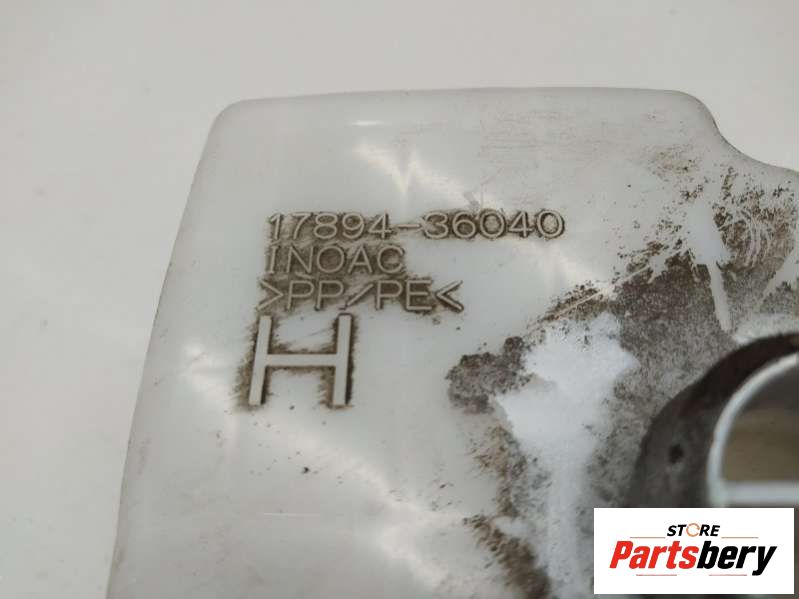 17894-36040
INOAC
>PP/PE<
H
STORE
Partsbery